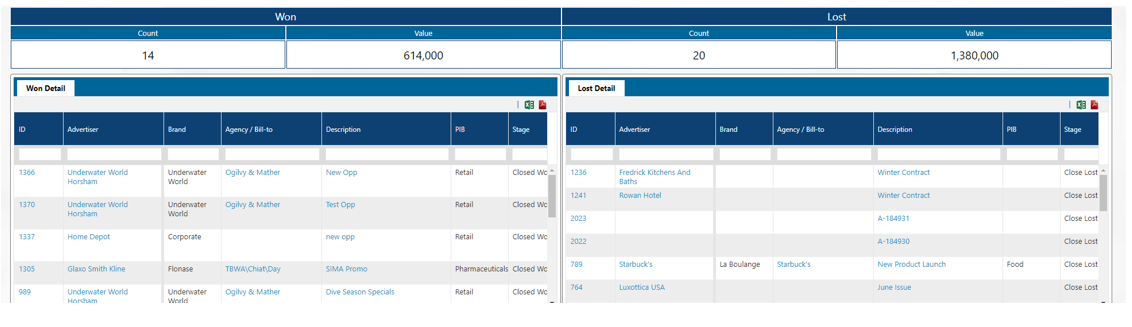 Won
Lost
Count
Value
Count
Value
14
614,000
20
1,380,000
Won Detail
ID
Advertiser
Brand
Agency / Bill-to
Description
PIB
Stage
1366
Underwater World
Horsham
Underwater
World
Ogilvy & Mather
New Opp
Retail
Closed Wo
1370
Underwater World
Horsham
Underwater
World
Ogilvy & Mather
Test Opp
Retail
Closed Wo
1337
Home Depot
Corporate
new opp
Retail
Closed Wo
1305
Glaxo Smith Kline
Flonase
TBWA\Chiat\Day
SIMA Promo
Pharmaceuticals
Closed Wo
989
Underwater World
Horsham
Underwater
World
Ogilvy & Mather
Dive Season Specials
Retail
Closed Wo
Lost Detail
ID
Advertiser
Brand
Agency / Bill-to
Description
PIB
Stage
1236
Fredrick Kitchens And
Baths
Winter Contract
Close Lost
1241
Rowan Hotel
Winter Contract
Close Lost
2023
A-184931
Close Lost
2022
A-184930
Close Lost
789
Starbuck's
La Boulange
Starbuck's
New Product Launch
Food
Close Lost
764
Luxottica USA
June Issue
Close Lost